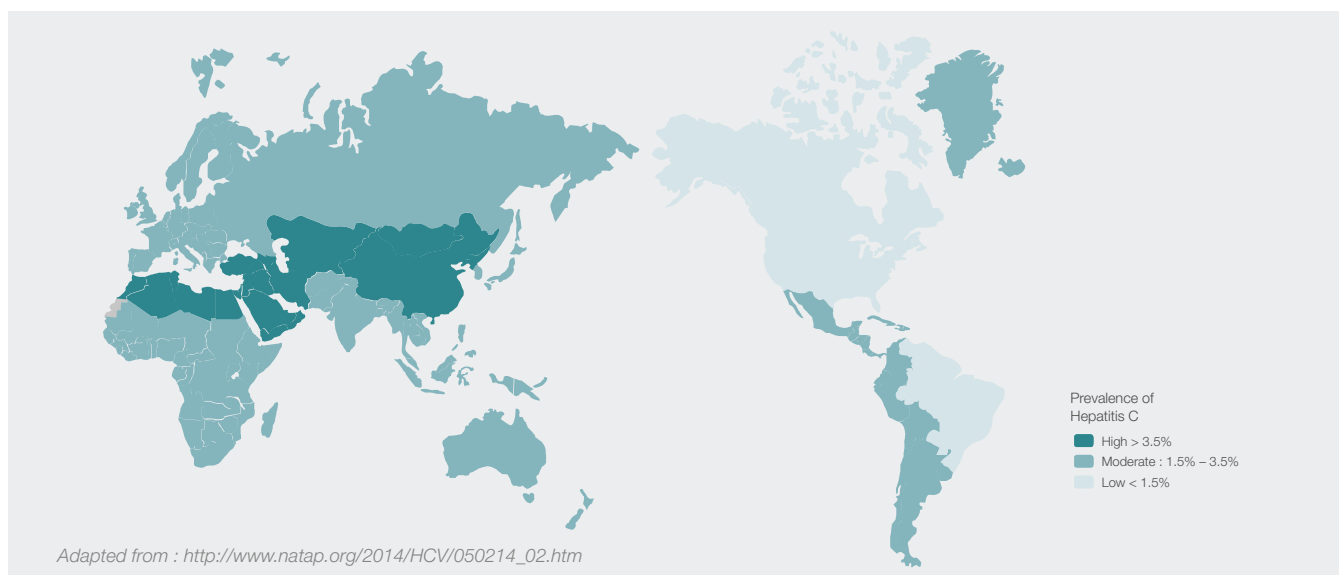 Prevalence of
Hepatitis C
High > 3.5%
Moderate : 1.5% – 3.5%
Low < 1.5%
Adapted from : http://www.natap.org/2014/HCV/050214_02.htm